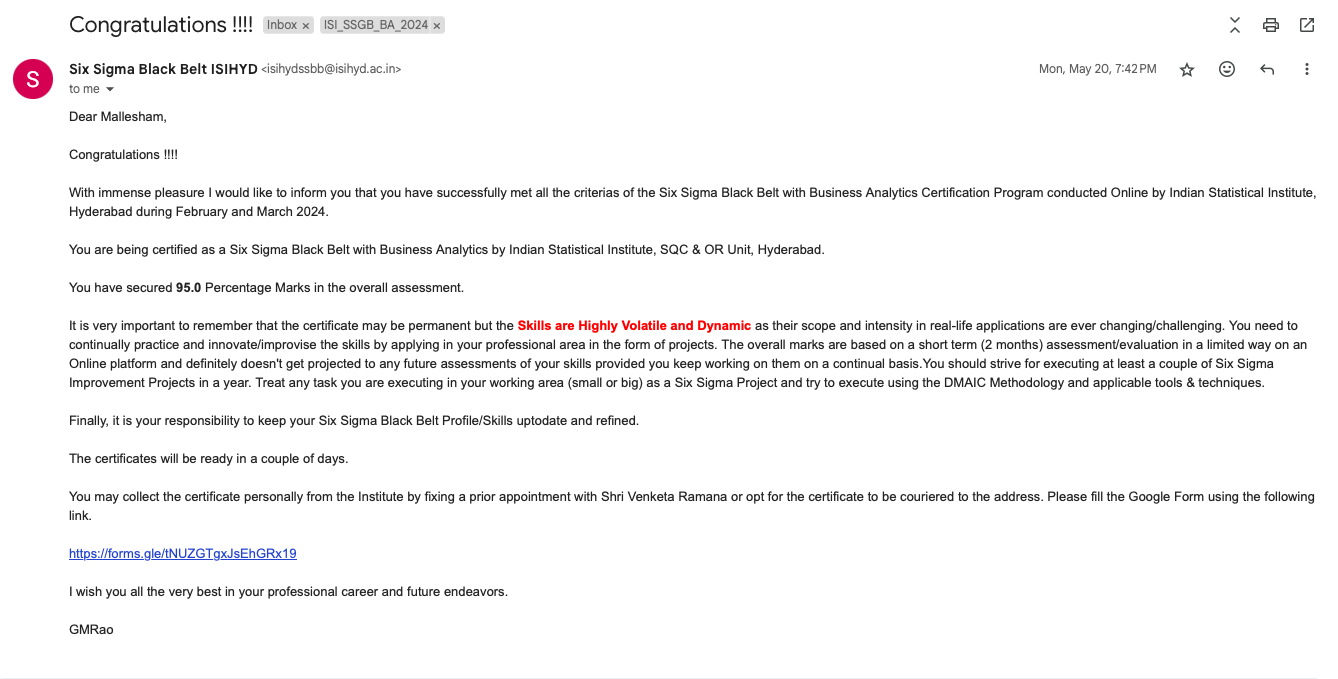 Congratulations !!!! Inbox × ISI_SSGB_BA_2024 ×
S
Six Sigma Black Belt ISIHYD <isihydssbb@isihyd.ac.in> Mon, May 20, 7:42 PM
to me
Dear Mallesham,
Congratulations !!!!
With immense pleasure I would like to inform you that you have successfully met all the criterias of the Six Sigma Black Belt with Business Analytics Certification Program conducted Online by Indian Statistical Institute,
Hyderabad during February and March 2024.
You are being certified as a Six Sigma Black Belt with Business Analytics by Indian Statistical Institute, SQC & OR Unit, Hyderabad.
You have secured 95.0 Percentage Marks in the overall assessment.
It is very important to remember that the certificate may be permanent but the Skills are Highly Volatile and Dynamic as their scope and intensity in real-life applications are ever changing/challenging. You need to
continually practice and innovate/improvise the skills by applying in your professional area in the form of projects. The overall marks are based on a short term (2 months) assessment/evaluation in a limited way on an
Online platform and definitely doesn't get projected to any future assessments of your skills provided you keep working on them on a continual basis.You should strive for executing at least a couple of Six Sigma
Improvement Projects in a year. Treat any task you are executing in your working area (small or big) as a Six Sigma Project and try to execute using the DMAIC Methodology and applicable tools & techniques.
Finally, it is your responsibility to keep your Six Sigma Black Belt Profile/Skills uptodate and refined.
The certificates will be ready in a couple of days.
You may collect the certificate personally from the Institute by fixing a prior appointment with Shri Venketa Ramana or opt for the certificate to be couriered to the address. Please fill the Google Form using the following
link.
https://forms.gle/tNUZGTgxJsEhGRx19
I wish you all the very best in your professional career and future endeavors.
GMRao